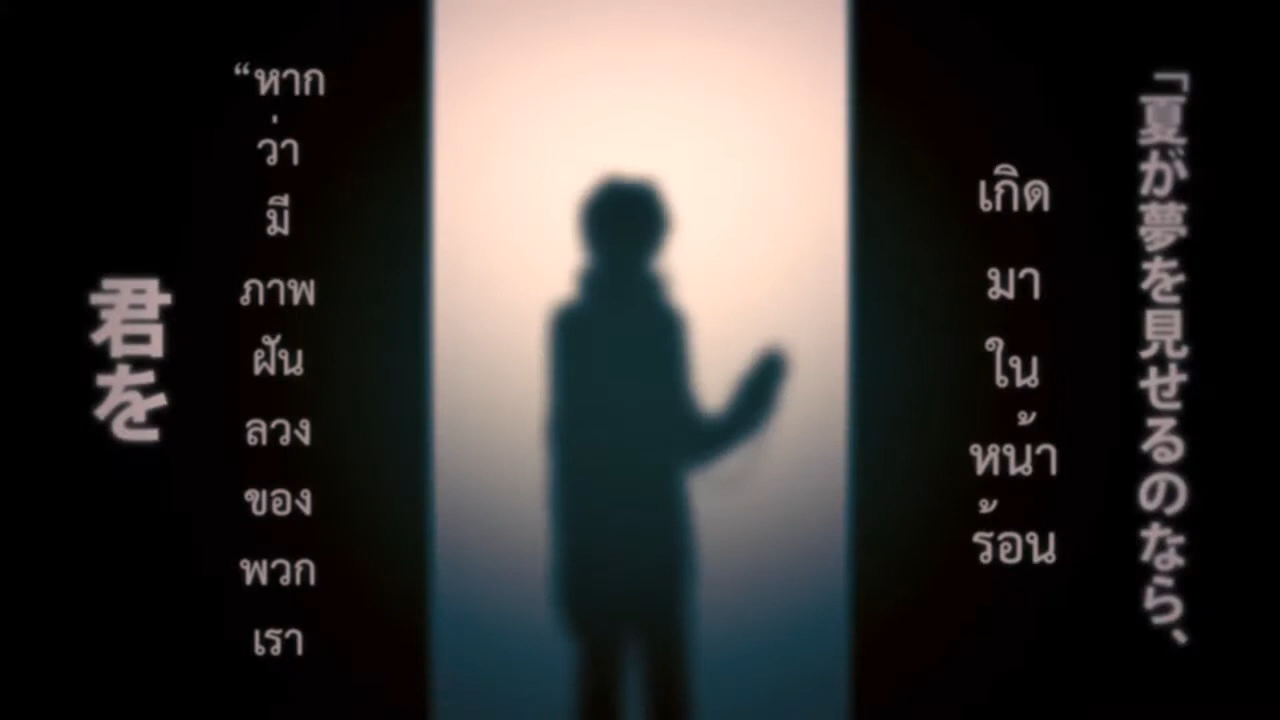 「夏が夢を見せるのなら、
君を
“หากว่ามีภาพฝันลวงของพวกเรา
เกิดมาในหน้าร้อน